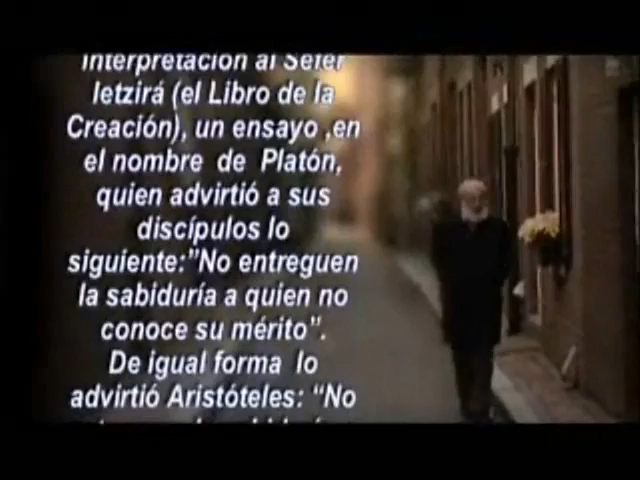 interpretación al Sefer
Ietzirá (el Libro de la
Creación), un ensayo ,en
el nombre de Platón,
quien advirtió a sus
discípulos lo
siguiente:”No entreguen
la sabiduría a quien no
conoce su mérito”.
De igual forma lo
advirtió Aristóteles: “No